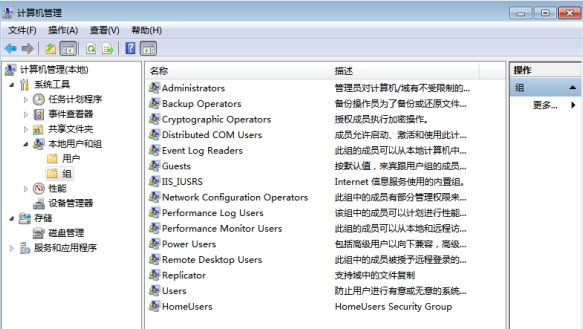 计算机管理
文件(F) 操作(A) 查看(V) 帮助(H)
计算机管理(本地)
系统工具
任务计划程序
事件查看器
共享文件夹
本地用户和组
用户
组
性能
设备管理器
存储
磁盘管理
服务和应用程序
名称 描述
Administrators 管理员对计算机/域有不受限制的...
Backup Operators 备份操作员为了备份或还原文件...
Cryptographic Operators 授权成员执行加密操作。
Distributed COM Users 成员允许启动、激活和使用此计...
Event Log Readers 此组的成员可以从本地计算机中...
Guests 按默认值，来宾跟用户组的成员...
IIS_IUSRS Internet 信息服务使用的内置组。
Network Configuration Operators 此组中的成员有部分管理权限来...
Performance Log Users 该组中的成员可以计划进行性能...
Performance Monitor Users 此组的成员可以从本地和远程访...
Power Users 包括高级用户以向下兼容，高级...
Remote Desktop Users 此组中的成员被授予远程登录的...
Replicator 支持域中的文件复制
Users 防止用户进行有意或无意的系统...
HomeUsers HomeUsers Security Group
操作
组
更多...